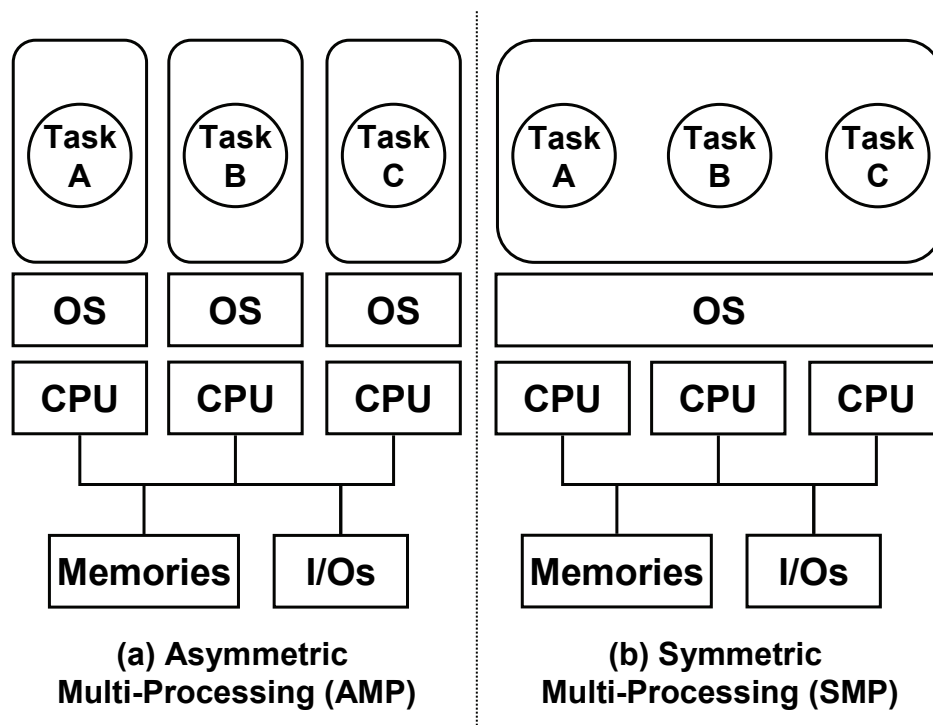 Task
A
Task
B
Task
C
OS
OS
OS
CPU
CPU
CPU
Memories
I/Os
(a) Asymmetric
Multi-Processing (AMP)
Task
A
Task
B
Task
C
OS
CPU
CPU
CPU
Memories
I/Os
(b) Symmetric
Multi-Processing (SMP)